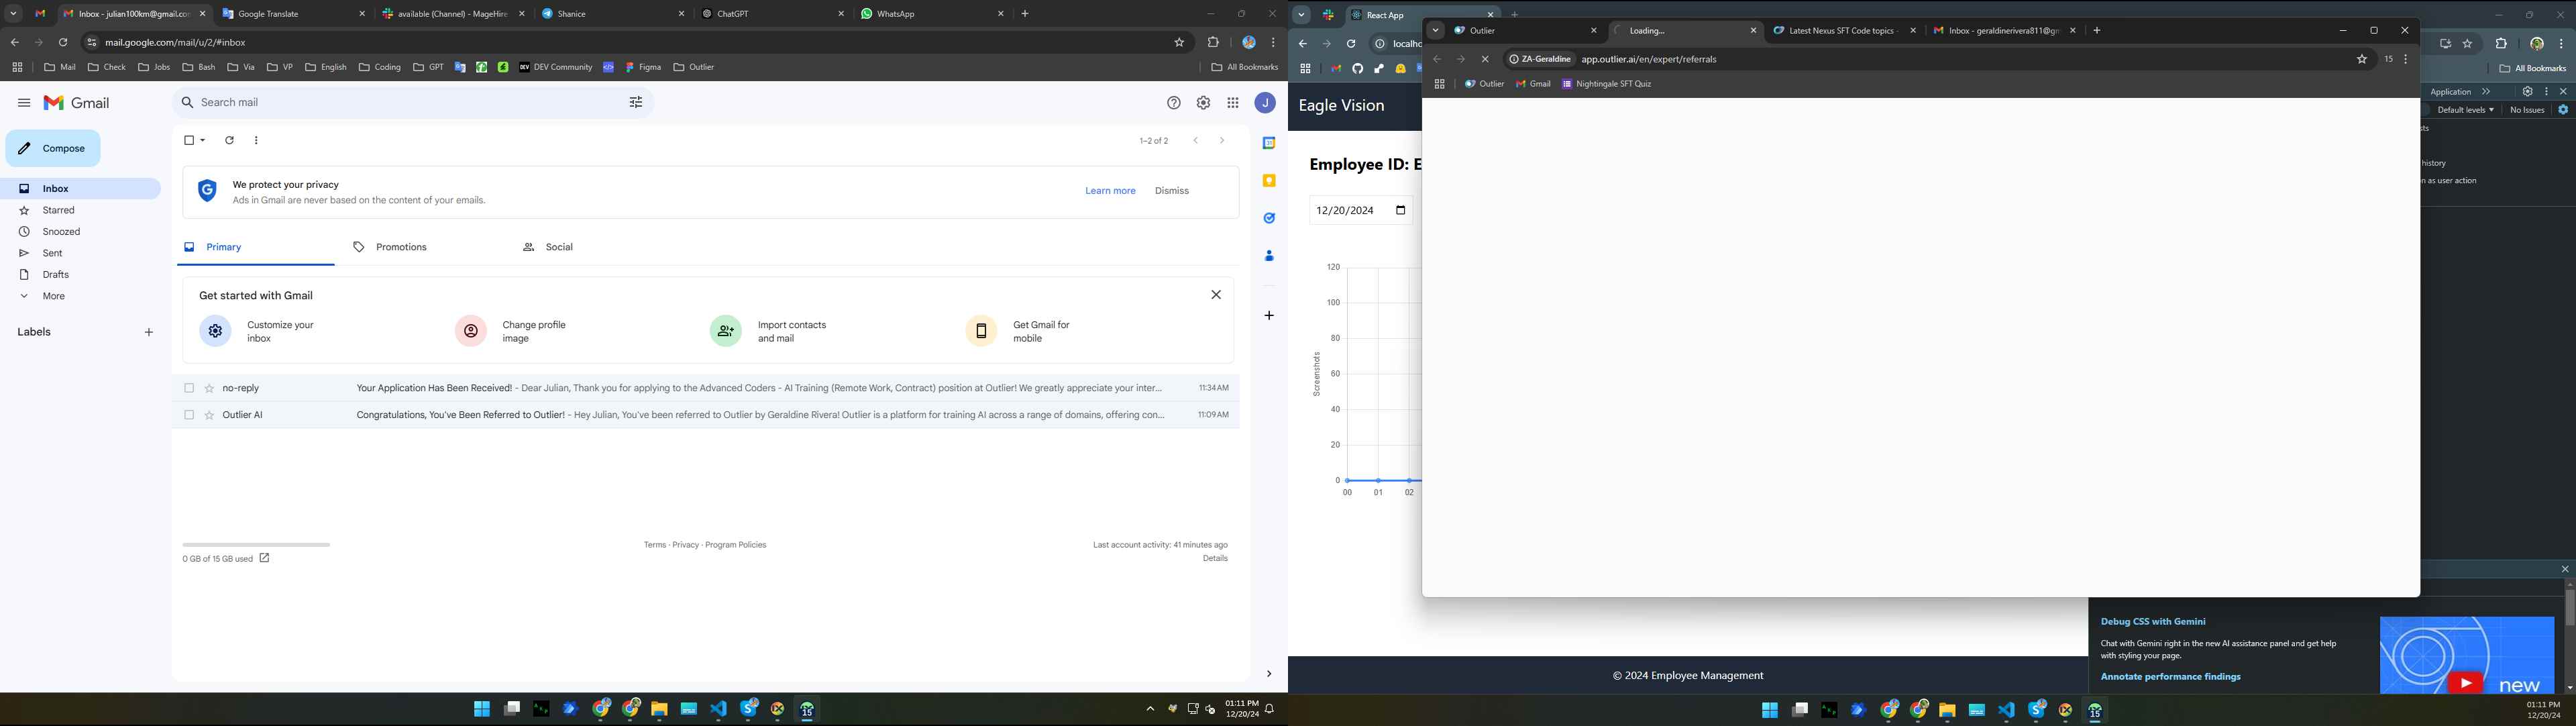 Inbox - julian100km@gmail.con
Google Translate
available (Channel) - MageHire
Shanice
ChatGPT
WhatsApp
mail.google.com/mail/u/2/#inbox
Mail
Check
Jobs
Bash
Via
VP
English
Coding
GPT
DEV Community
Figma
Outlier
All Bookmarks
Gmail
Search mail
J
Compose
1–2 of 2
We protect your privacy
Ads in Gmail are never based on the content of your emails.
Learn more
Dismiss
Inbox
Starred
Snoozed
Sent
Drafts
More
Labels
Primary
Promotions
Social
Get started with Gmail
Customize your
inbox
Change profile
image
Import contacts
and mail
Get Gmail for
mobile
no-reply
Your Application Has Been Received! - Dear Julian, Thank you for applying to the Advanced Coders - AI Training (Remote Work, Contract) position at Outlier! We greatly appreciate your inter...
11:34 AM
Outlier AI
Congratulations, You've Been Referred to Outlier! - Hey Julian, You've been referred to Outlier by Geraldine Rivera! Outlier is a platform for training AI across a range of domains, offering con...
11:09 AM
0 GB of 15 GB used
Terms · Privacy · Program Policies
Last account activity: 41 minutes ago
Details
01:11 PM
12/20/24
React App
localho
All Bookmarks
Eagle Vision
Employee ID: E
12/20/2024
120
100
80
60
40
20
0
Screenshots
00
01
02
© 2024 Employee Management
Outlier
Loading...
Latest Nexus SFT Code topics -
Inbox - geraldinerivera811@gm
ZA-Geraldine
app.outlier.ai/en/expert/referrals
15
Outlier
Gmail
Nightingale SFT Quiz
Application
Default levels
No Issues
sts
history
n as user action
Debug CSS with Gemini
Chat with Gemini right in the new AI assistance panel and get help
with styling your page.
Annotate performance findings
new
01:11 PM
12/20/24